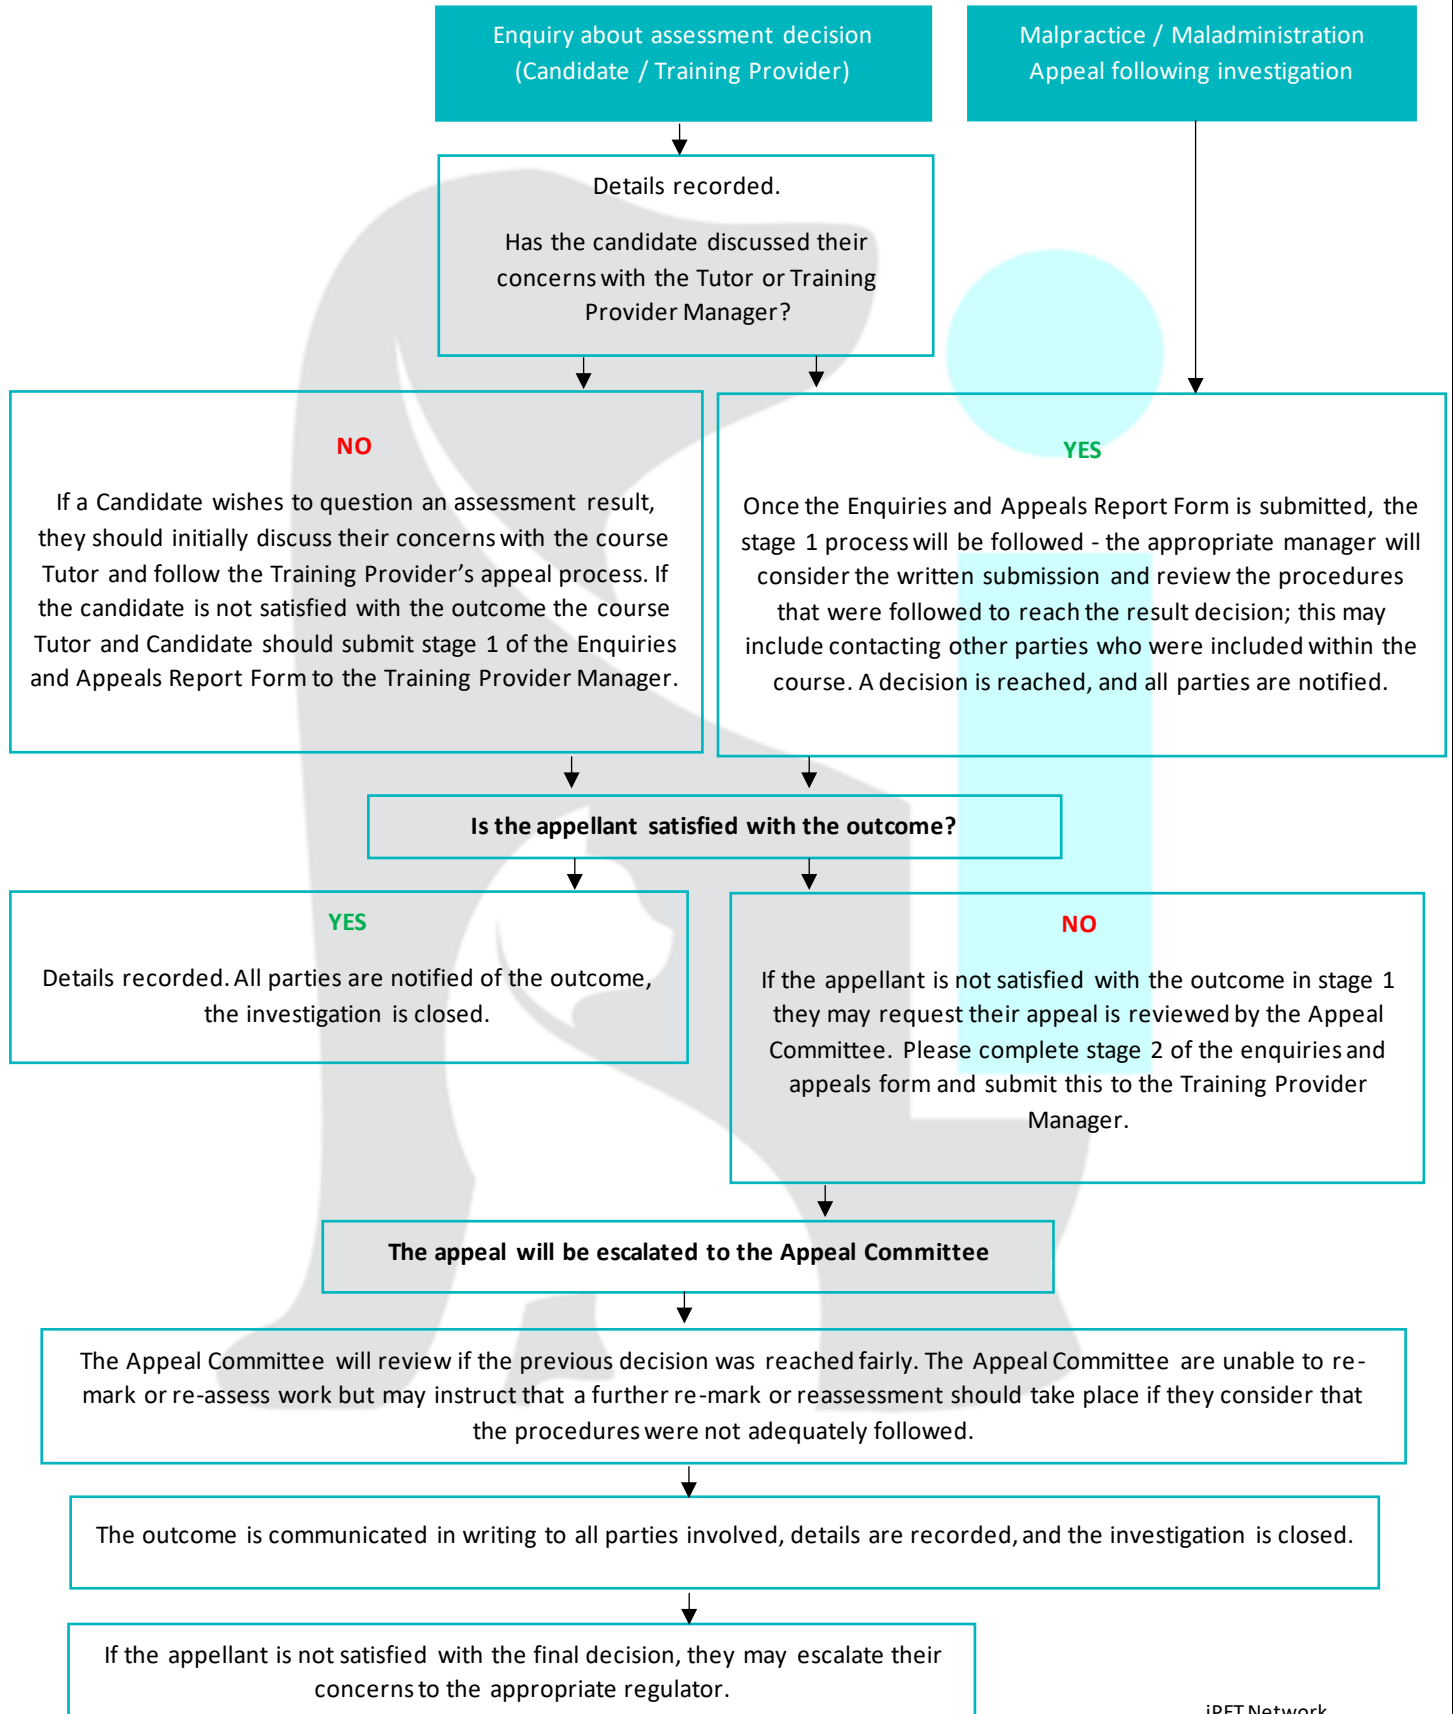 Enquiry about assessment decision
(Candidate / Training Provider)
Malpractice / Maladministration
Appeal following investigation
Details recorded.
Has the candidate discussed their
concerns with the Tutor or Training
Provider Manager?
NO
If a Candidate wishes to question an assessment result,
they should initially discuss their concerns with the course
Tutor and follow the Training Provider’s appeal process. If
the candidate is not satisfied with the outcome the course
Tutor and Candidate should submit stage 1 of the Enquiries
and Appeals Report Form to the Training Provider Manager.
YES
Once the Enquiries and Appeals Report Form is submitted, the
stage 1 process will be followed - the appropriate manager will
consider the written submission and review the procedures
that were followed to reach the result decision; this may
include contacting other parties who were included within the
course. A decision is reached, and all parties are notified.
Is the appellant satisfied with the outcome?
YES
Details recorded. All parties are notified of the outcome,
the investigation is closed.
NO
If the appellant is not satisfied with the outcome in stage 1
they may request their appeal is reviewed by the Appeal
Committee. Please complete stage 2 of the enquiries and
appeals form and submit this to the Training Provider
Manager.
The appeal will be escalated to the Appeal Committee
The Appeal Committee will review if the previous decision was reached fairly. The Appeal Committee are unable to re-
mark or re-assess work but may instruct that a further re-mark or reassessment should take place if they consider that
the procedures were not adequately followed.
The outcome is communicated in writing to all parties involved, details are recorded, and the investigation is closed.
If the appellant is not satisfied with the final decision, they may escalate their
concerns to the appropriate regulator.
iPET Network